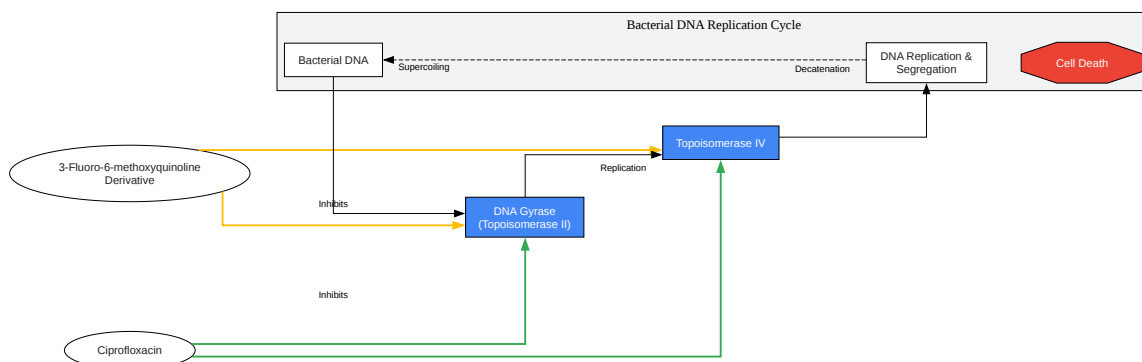 Bacterial DNA Replication Cycle
Bacterial DNA
Supercoiling
Decatenation
DNA Replication &
Segregation
Cell Death
Topoisomerase IV
3-Fluoro-6-methoxyquinoline
Derivative
Replication
Inhibits
DNA Gyrase
(Topoisomerase II)
Inhibits
Ciprofloxacin